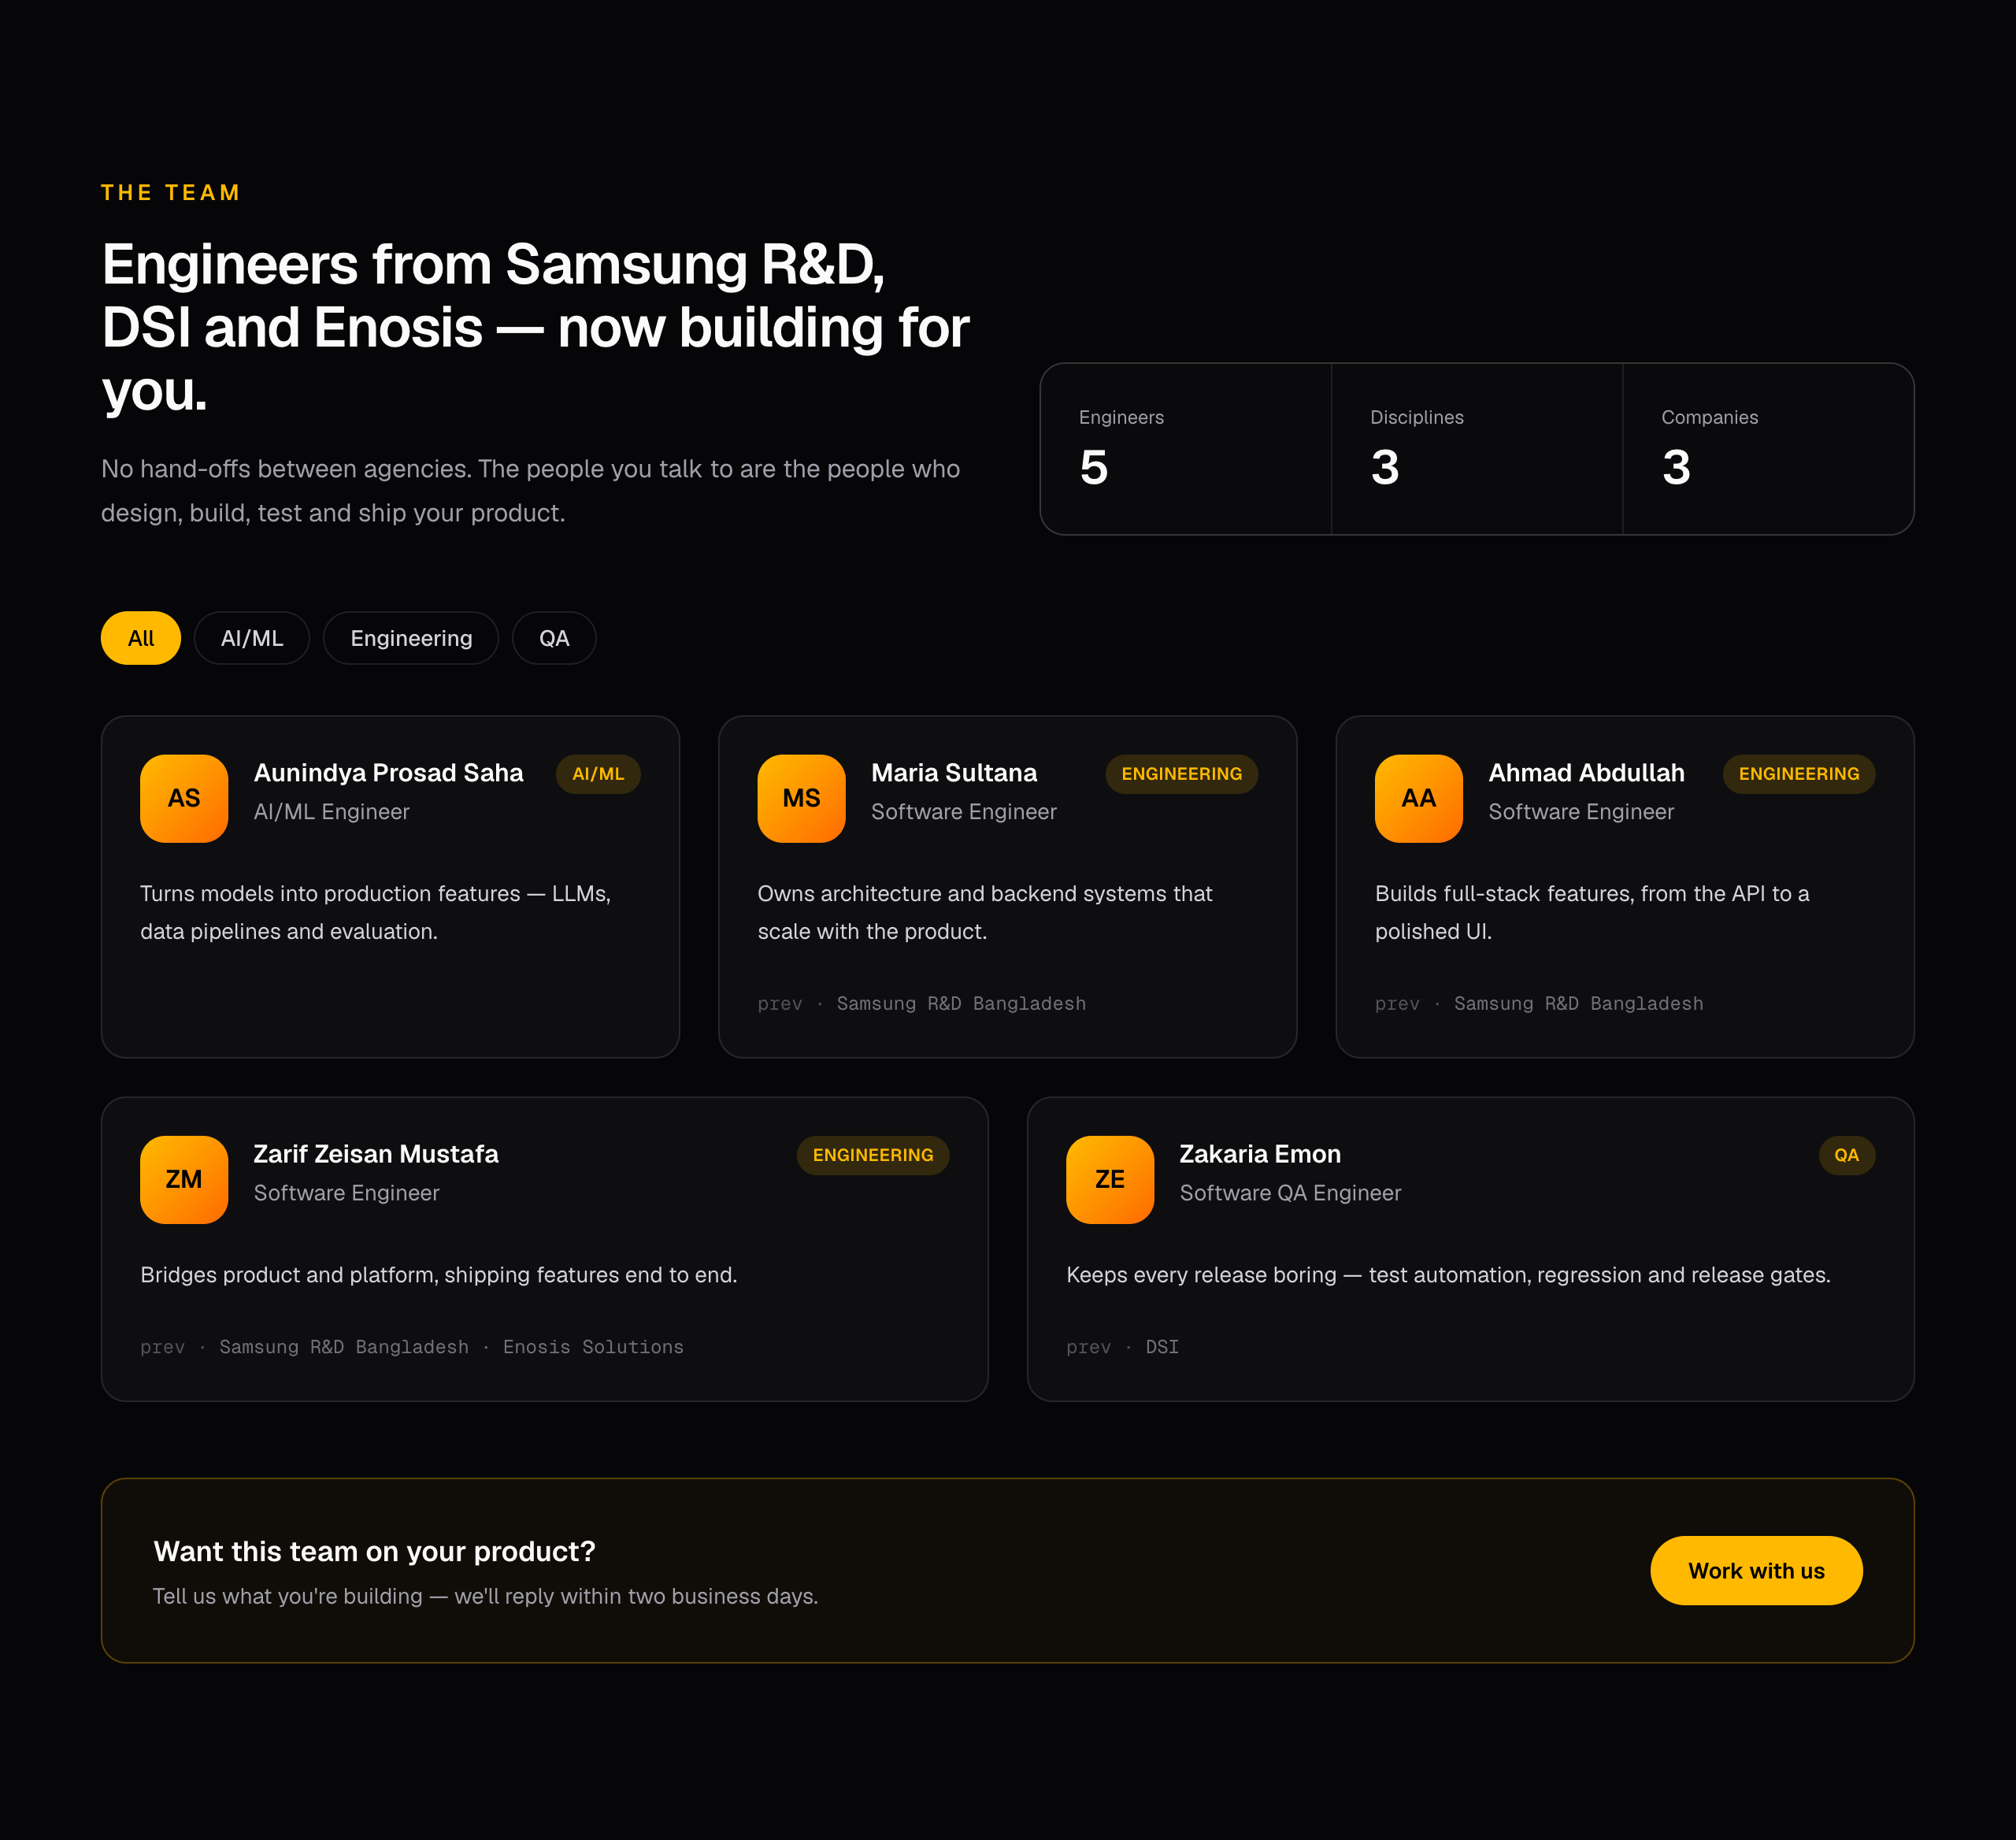 THE TEAM
Engineers from Samsung R&D,
DSI and Enosis — now building for
you.
No hand-offs between agencies. The people you talk to are the people who
design, build, test and ship your product.
Engineers
5
Disciplines
3
Companies
3
All
AI/ML
Engineering
QA
AS
Aunindya Prosad Saha
AI/ML
AI/ML Engineer
Turns models into production features — LLMs,
data pipelines and evaluation.
MS
Maria Sultana
ENGINEERING
Software Engineer
Owns architecture and backend systems that
scale with the product.
prev · Samsung R&D Bangladesh
AA
Ahmad Abdullah
ENGINEERING
Software Engineer
Builds full-stack features, from the API to a
polished UI.
prev · Samsung R&D Bangladesh
ZM
Zarif Zeisan Mustafa
ENGINEERING
Software Engineer
Bridges product and platform, shipping features end to end.
prev · Samsung R&D Bangladesh · Enosis Solutions
ZE
Zakaria Emon
QA
Software QA Engineer
Keeps every release boring — test automation, regression and release gates.
prev · DSI
Want this team on your product?
Tell us what you're building — we'll reply within two business days.
Work with us